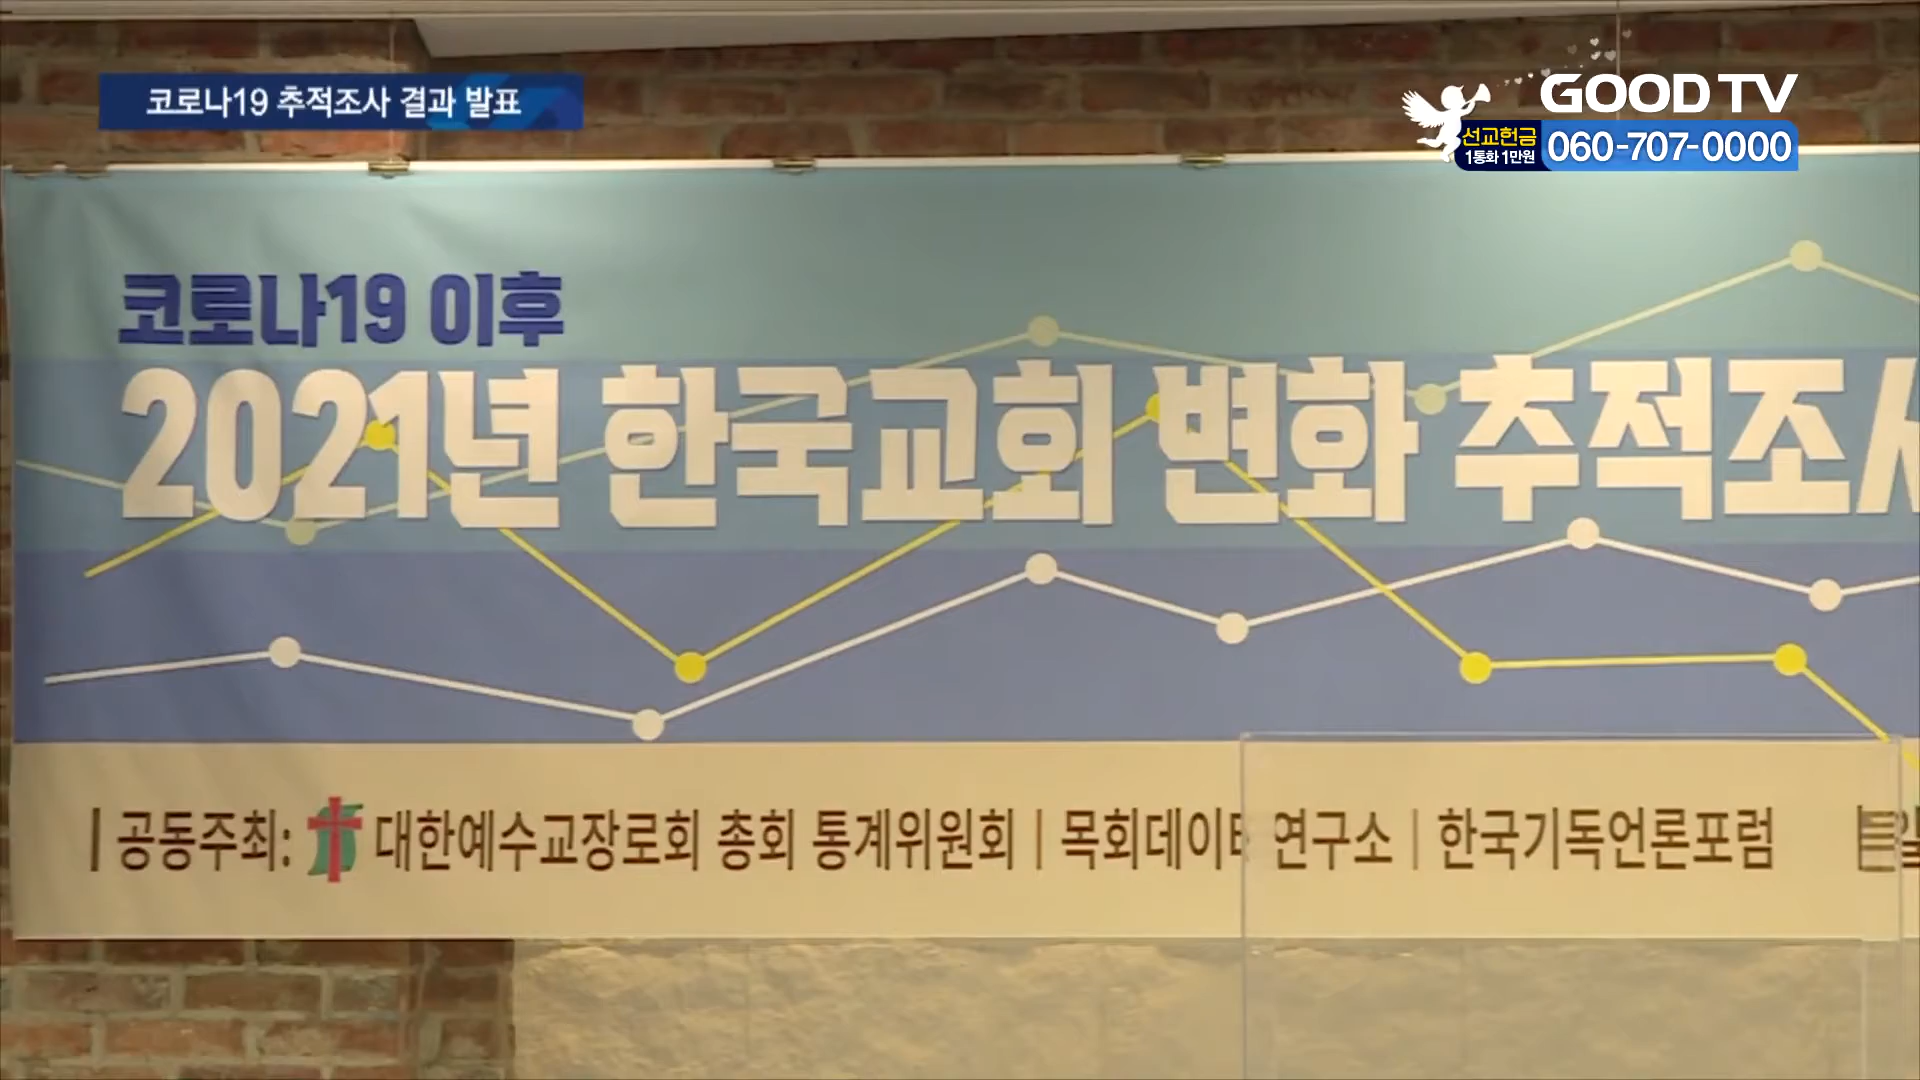 코로나19 추적조사 결과 발표
GOOD TV
선교헌금
1통화 1만원
060-707-0000
코로나19 이후
2021년 한국교회 변화 추적조사
공동주최: 대한예수교장로회 총회 통계위원회 | 목회데이터연구소 | 한국기독언론포럼